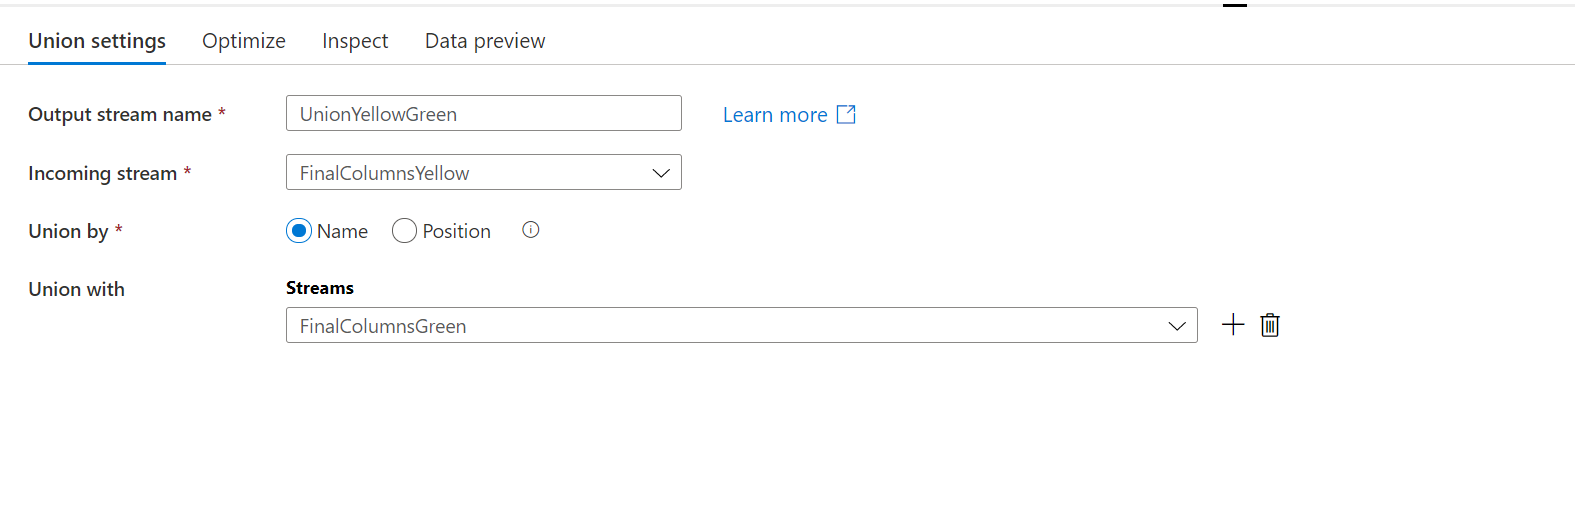 Union settings Optimize Inspect Data preview
Output stream name * UnionYellowGreen Learn more
Incoming stream * FinalColumnsYellow
Union by * Name Position
Union with Streams
FinalColumnsGreen